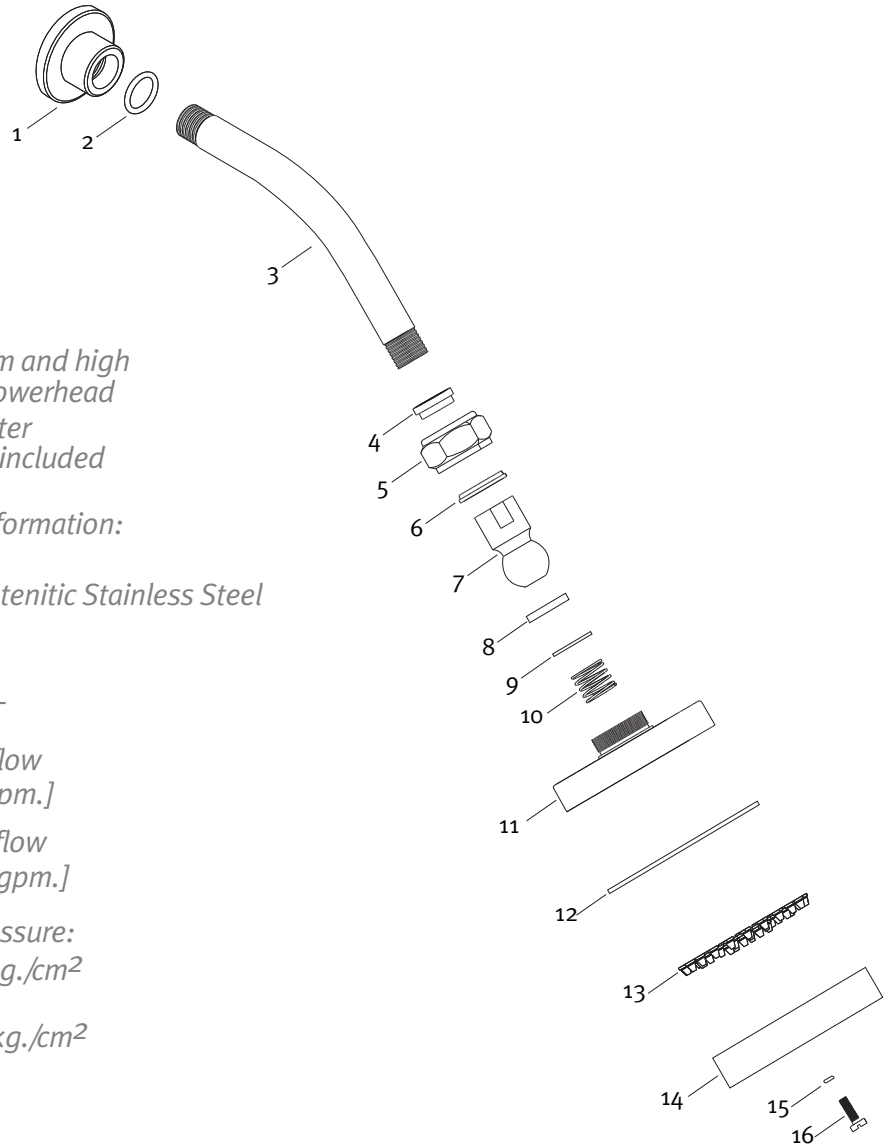 1
2
3
m and high
owerhead
ter
included
4
5
6
formation:
7
tenitic Stainless Steel
8
9
10
low
pm.]
11
flow
gpm.]
12
ssure:
g./cm²
13
kg./cm²
14
15
16